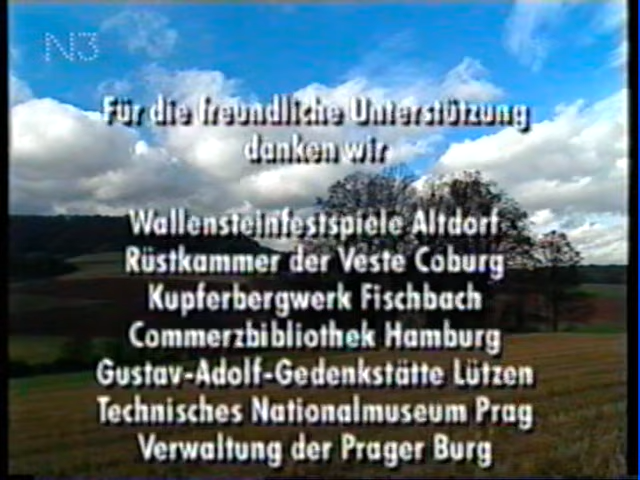 N3
Für die freundliche Unterstützung
danken wir
Wallensteinfestspiele Altdorf
Rüstkammer der Veste Coburg
Kupferbergwerk Fischbach
Commerzbibliothek Hamburg
Gustav-Adolf-Gedenkstätte Lützen
Technisches Nationalmuseum Prag
Verwaltung der Prager Burg